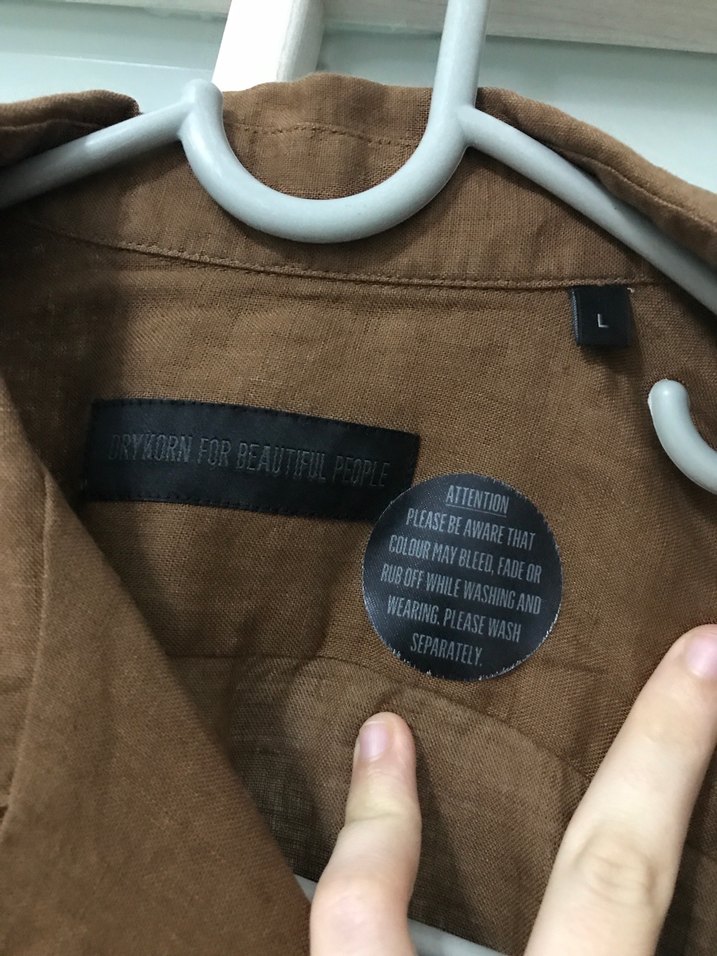 L
DRYKORN FOR BEAUTIFUL PEOPLE
ATTENTION
PLEASE BE AWARE THAT
COLOUR MAY BLEED, FADE OR
RUB OFF WHILE WASHING AND
WEARING. PLEASE WASH
SEPARATELY.